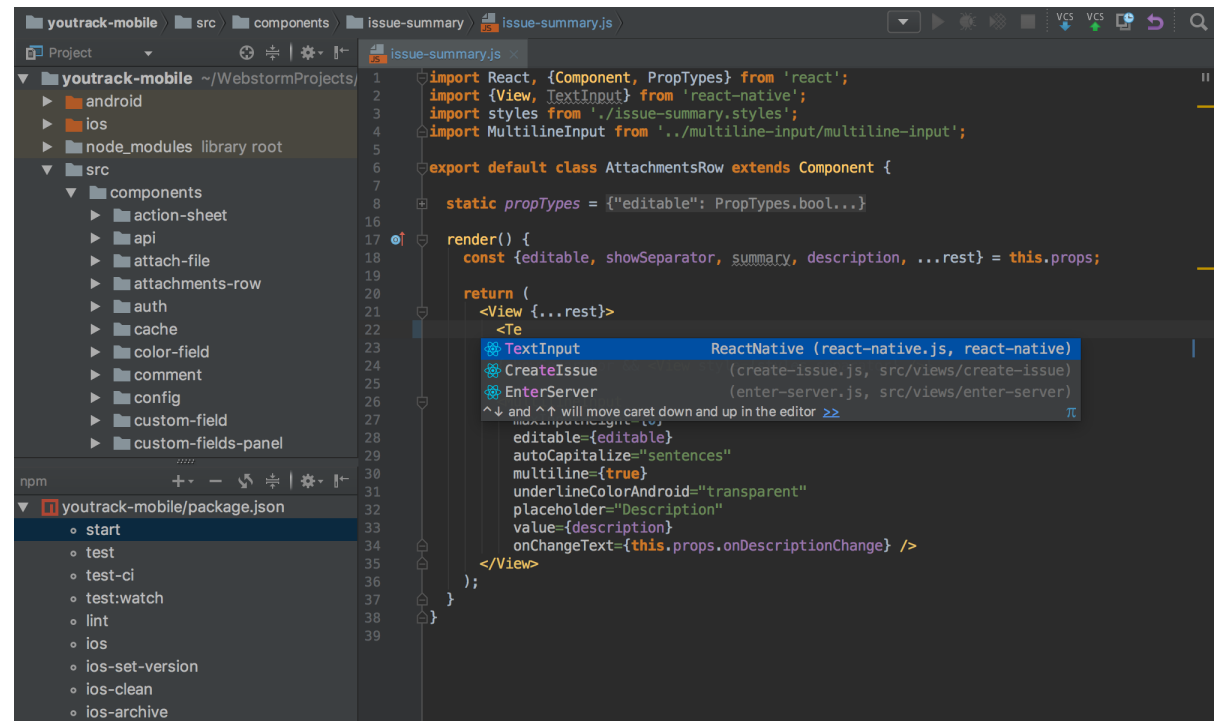 youtrack-mobile src components issue-summary issue-summary.js
VCS VCS
Project
issue-summary.js
youtrack-mobile ~/WebstormProjects/
android
ios
node_modules library root
src
components
action-sheet
api
attach-file
attachments-row
auth
cache
color-field
comment
config
custom-field
custom-fields-panel
npm
youtrack-mobile/package.json
start
test
test-ci
test:watch
lint
ios
ios-set-version
ios-clean
ios-archive
1 import React, {Component, PropTypes} from 'react';
2 import {View, TextInput} from 'react-native';
3 import styles from './issue-summary.styles';
4 import MultilineInput from '../multiline-input/multiline-input';
5
6 export default class AttachmentsRow extends Component {
7
8 static propTypes = {"editable": PropTypes.bool...}
16
17 render() {
18 const {editable, showSeparator, summary, description, ...rest} = this.props;
19
20 return (
21 <View {...rest}>
22 <Te
23 TextInput ReactNative (react-native.js, react-native)
24 CreateIssue (create-issue.js, src/views/create-issue)
25 EnterServer (enter-server.js, src/views/enter-server)
26 ^↓ and ^↑ will move caret down and up in the editor >> π
27
28 editable={editable}
29 autoCapitalize="sentences"
30 multiline={true}
31 underlineColorAndroid="transparent"
32 placeholder="Description"
33 value={description}
34 onChangeText={this.props.onDescriptionChange} />
35 </View>
36 );
37 }
38 }
39